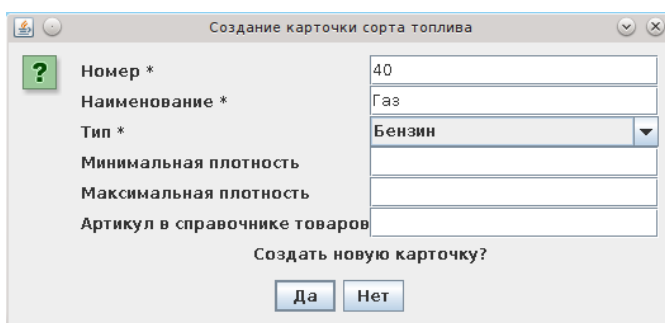 Создание карточки сорта топлива
?
Номер * 40
Наименование * Газ
Тип * Бензин
Минимальная плотность
Максимальная плотность
Артикул в справочнике товаров
Создать новую карточку?
Да Нет